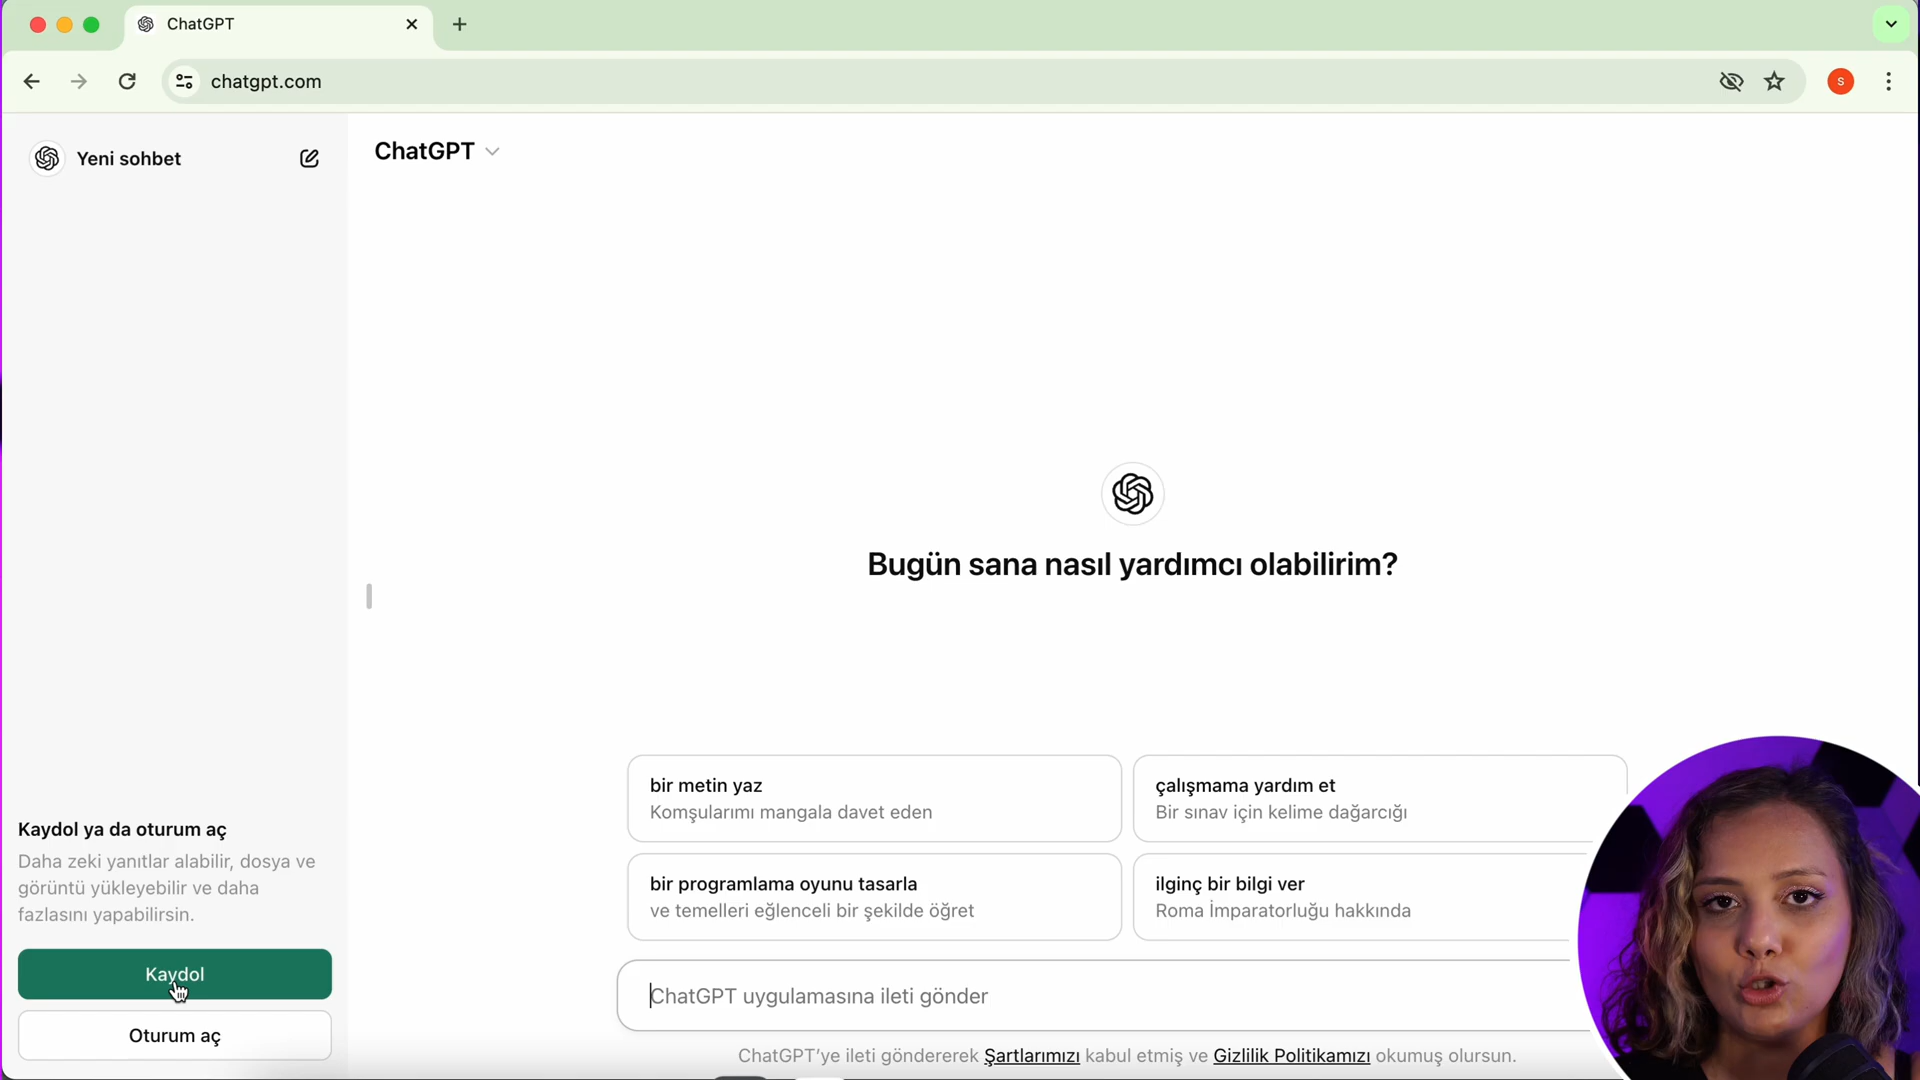 ChatGPT
chatgpt.com
S
Yeni sohbet
ChatGPT
Bugün sana nasıl yardımcı olabilirim?
bir metin yaz
Komşularımı mangala davet eden
çalışmama yardım et
Bir sınav için kelime dağarcığı
bir programlama oyunu tasarla
ve temelleri eğlenceli bir şekilde öğret
ilginç bir bilgi ver
Roma İmparatorluğu hakkında
Kaydol ya da oturum aç
Daha zeki yanıtlar alabilir, dosya ve
görüntü yükleyebilir ve daha
fazlasını yapabilirsin.
Kaydol
Oturum aç
ChatGPT uygulamasına ileti gönder
ChatGPT’ye ileti göndererek Şartlarımızı kabul etmiş ve Gizlilik Politikamızı okumuş olursun.